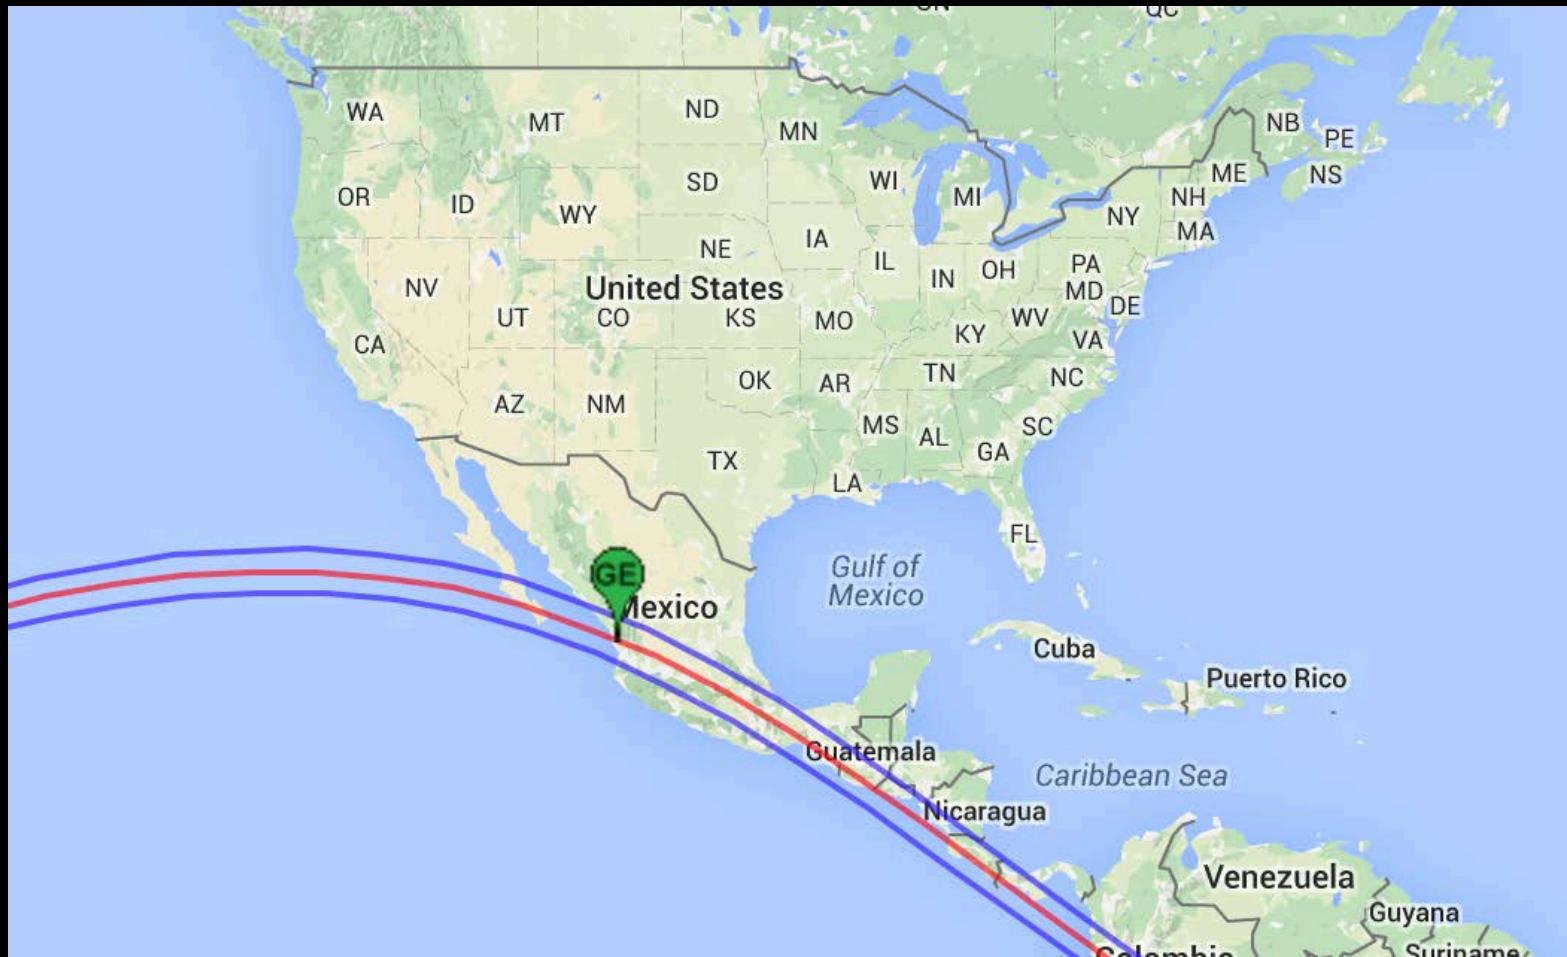 ON
QC
WA
MT
ND
MN
NB
PE
ME
NS
OR
ID
WY
SD
WI
MI
NH
NY
MA
NE
IA
IL
IN
OH
PA
MD
DE
NV
United States
UT
CO
KS
MO
KY
WV
VA
CA
OK
AR
TN
NC
AZ
NM
MS
AL
SC
GA
TX
LA
FL
GE
Gulf of
Mexico
Mexico
Cuba
Puerto Rico
Guatemala
Caribbean Sea
Nicaragua
Venezuela
Guyana
Colombia
Suriname